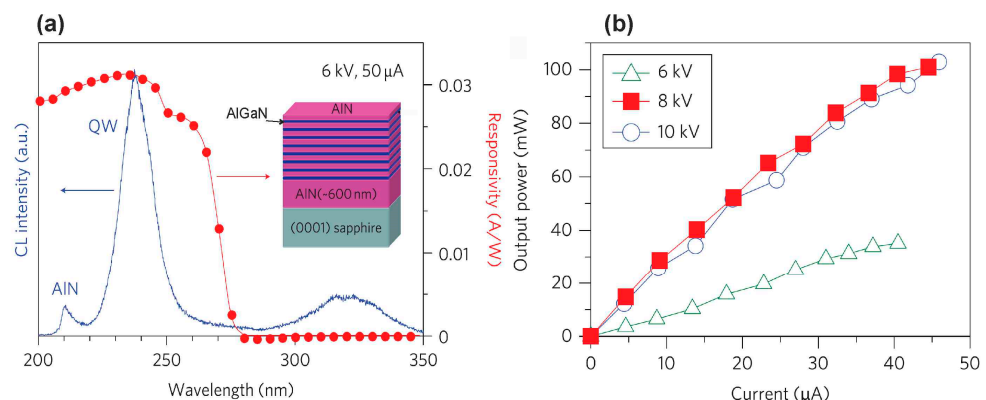 (a)
CL intensity (a.u.)
QW
AlN
6 kV, 50 μA
AlGaN
AlN
AlN(~600 nm)
(0001) sapphire
0.03
0.02
0.01
0
Responsivity (A/W)
200 250 300 350
Wavelength (nm)
(b)
Output power (mW)
100
80
60
40
20
0
6 kV
8 kV
10 kV
0 10 20 30 40 50
Current (μA)